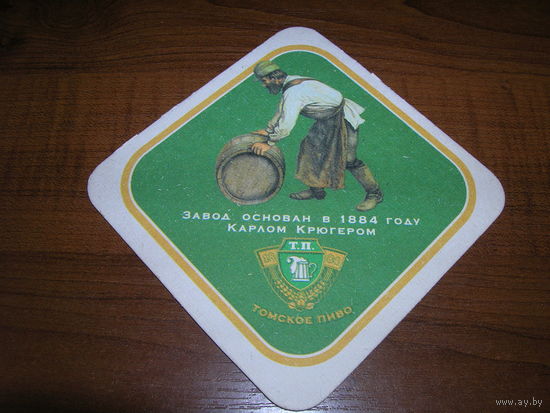 Завод основан в 1884 году
Карлом Крюгером
Т.П.
ТОМСКОЕ ПИВО
www.ay.by